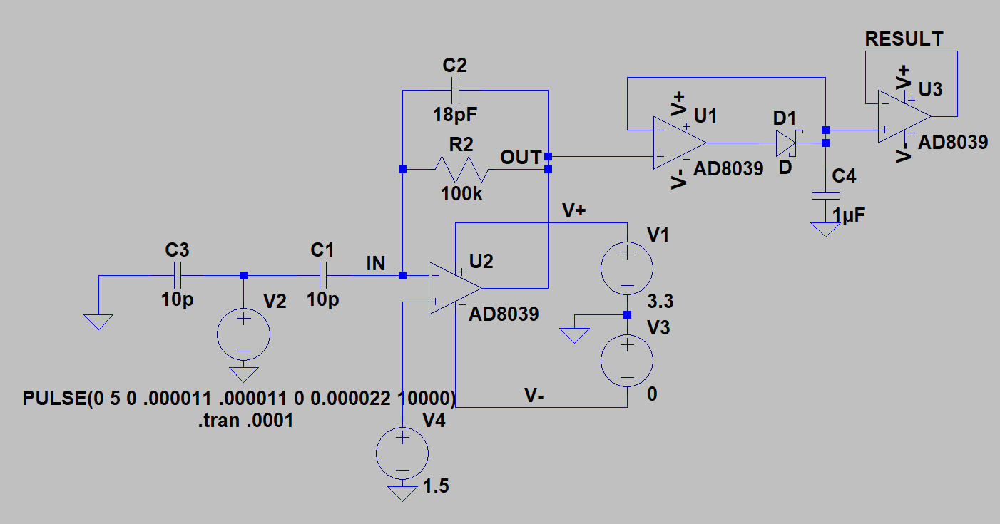 RESULT
C2
V+
U3
18pF
V+
U1
D1
AD8039
R2
V-
OUT
V-
AD8039
D
100k
C4
V+
1µF
V1
C3
C1
IN
U2
10p
V2
10p
3.3
AD8039
V3
PULSE(0 5 0 .000011 .000011 0 0.000022 10000)
V-
0
.tran .0001
V4
1.5